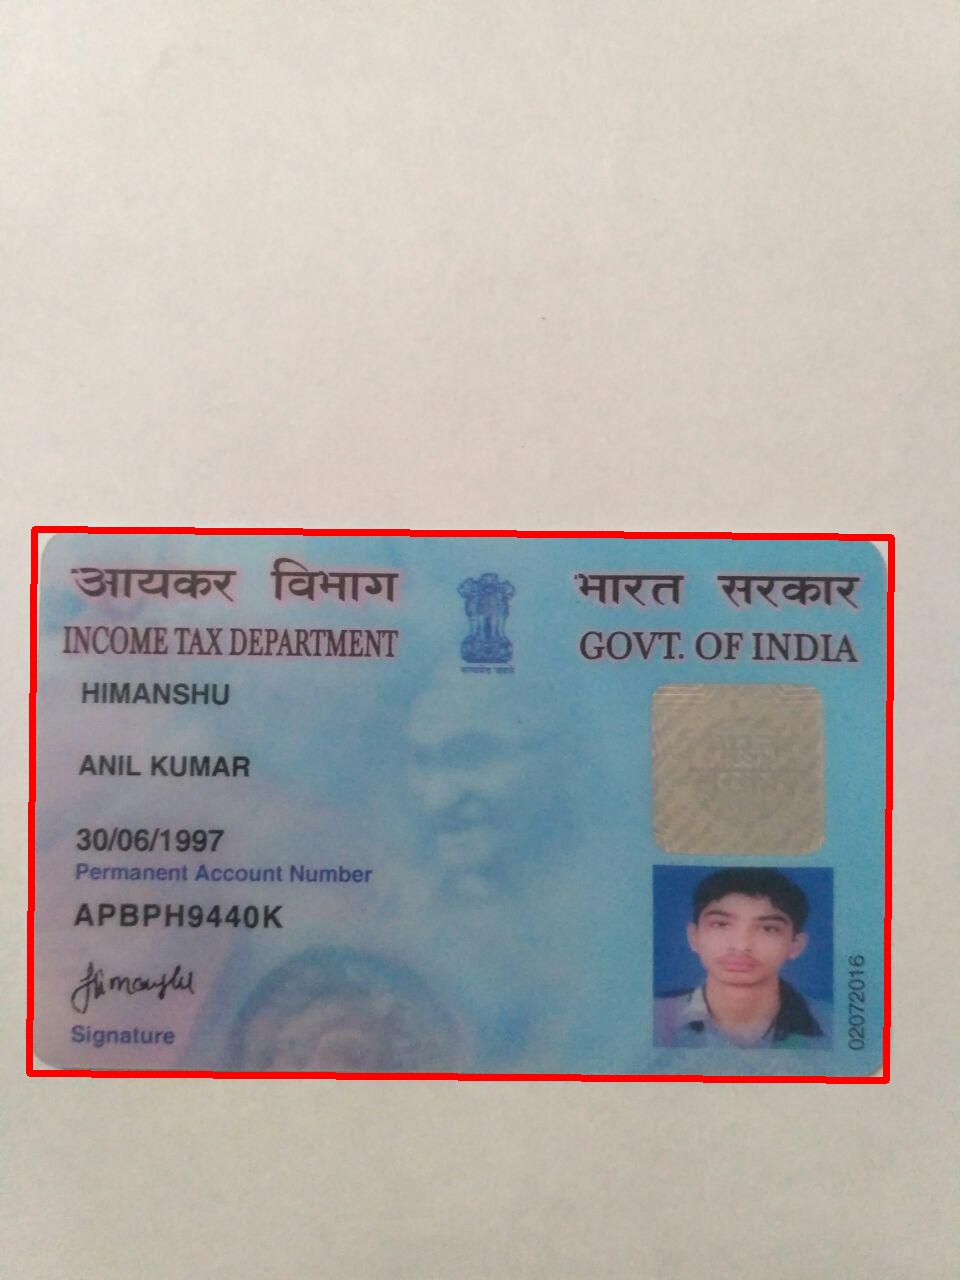 आयकर विभाग
भारत सरकार
INCOME TAX DEPARTMENT
GOVT. OF INDIA
सत्यमेव जयते
HIMANSHU
ANIL KUMAR
30/06/1997
Permanent Account Number
APBPH9440K
Himanshu
Signature
02072016